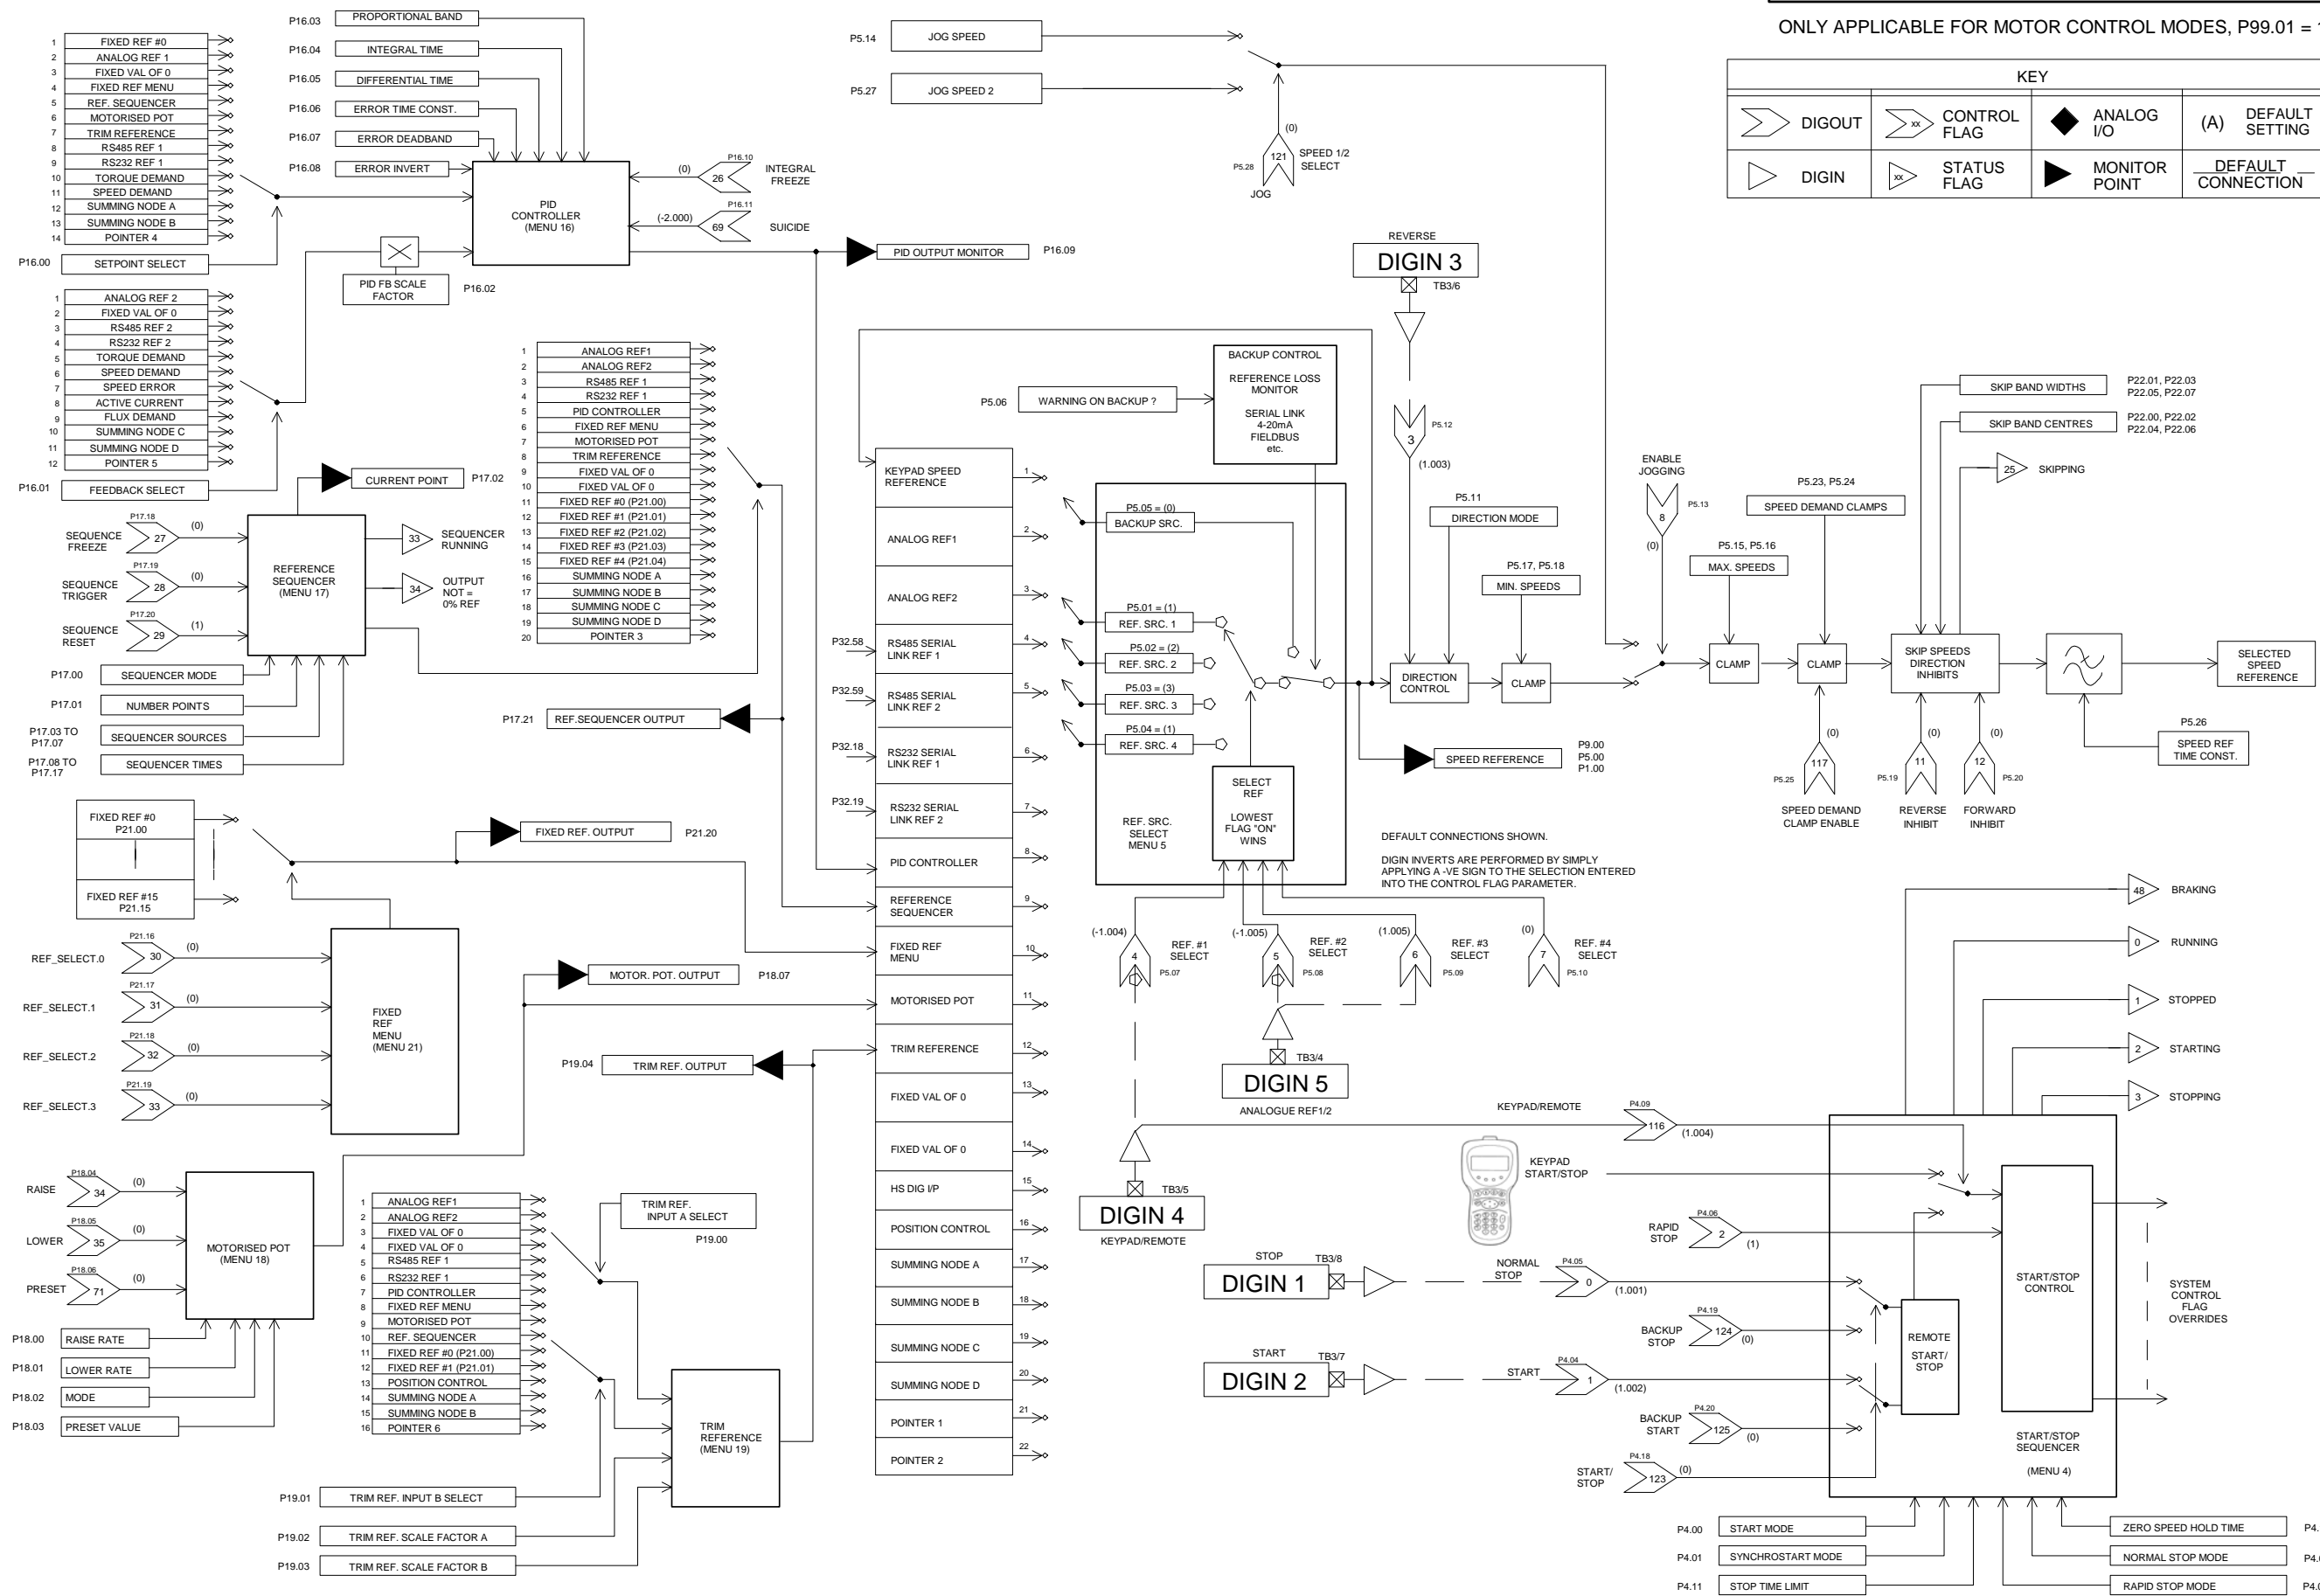 ONLY APPLICABLE FOR MOTOR CONTROL MODES, P99.01 = 1
KEY
DIGOUT
xx CONTROL FLAG
ANALOG I/O
(A) DEFAULT SETTING
DIGIN
xx STATUS FLAG
MONITOR POINT
DEFAULT CONNECTION
1 FIXED REF #0
2 ANALOG REF 1
3 FIXED VAL OF 0
4 FIXED REF MENU
5 REF. SEQUENCER
6 MOTORISED POT
7 TRIM REFERENCE
8 RS485 REF 1
9 RS232 REF 1
10 TORQUE DEMAND
11 SPEED DEMAND
12 SUMMING NODE A
13 SUMMING NODE B
14 POINTER 4
P16.00 SETPOINT SELECT
P16.03 PROPORTIONAL BAND
P16.04 INTEGRAL TIME
P16.05 DIFFERENTIAL TIME
P16.06 ERROR TIME CONST.
P16.07 ERROR DEADBAND
P16.08 ERROR INVERT
PID
CONTROLLER
(MENU 16)
(0) P16.10 26 INTEGRAL FREEZE
(-2.000) P16.11 69 SUICIDE
PID OUTPUT MONITOR P16.09
PID FB SCALE
FACTOR
P16.02
1 ANALOG REF 2
2 FIXED VAL OF 0
3 RS485 REF 2
4 RS232 REF 2
5 TORQUE DEMAND
6 SPEED DEMAND
7 SPEED ERROR
8 ACTIVE CURRENT
9 FLUX DEMAND
10 SUMMING NODE C
11 SUMMING NODE D
12 POINTER 5
P16.01 FEEDBACK SELECT
CURRENT POINT P17.02
SEQUENCE FREEZE P17.18 27 (0)
SEQUENCE TRIGGER P17.19 28 (0)
SEQUENCE RESET P17.20 29 (1)
REFERENCE
SEQUENCER
(MENU 17)
33 SEQUENCER RUNNING
34 OUTPUT NOT = 0% REF
P17.00 SEQUENCER MODE
P17.01 NUMBER POINTS
P17.03 TO P17.07 SEQUENCER SOURCES
P17.08 TO P17.17 SEQUENCER TIMES
1 ANALOG REF1
2 ANALOG REF2
3 RS485 REF 1
4 RS232 REF 1
5 PID CONTROLLER
6 FIXED REF MENU
7 MOTORISED POT
8 TRIM REFERENCE
9 FIXED VAL OF 0
10 FIXED VAL OF 0
11 FIXED REF #0 (P21.00)
12 FIXED REF #1 (P21.01)
13 FIXED REF #2 (P21.02)
14 FIXED REF #3 (P21.03)
15 FIXED REF #4 (P21.04)
16 SUMMING NODE A
17 SUMMING NODE B
18 SUMMING NODE C
19 SUMMING NODE D
20 POINTER 3
P17.21 REF.SEQUENCER OUTPUT
FIXED REF #0
P21.00
FIXED REF #15
P21.15
FIXED REF. OUTPUT P21.20
REF_SELECT.0 P21.16 30 (0)
REF_SELECT.1 P21.17 31 (0)
REF_SELECT.2 P21.18 32 (0)
REF_SELECT.3 P21.19 33 (0)
FIXED
REF
MENU
(MENU 21)
MOTOR. POT. OUTPUT P18.07
P19.04 TRIM REF. OUTPUT
RAISE P18.04 34 (0)
LOWER P18.05 35 (0)
PRESET P18.06 71 (0)
MOTORISED POT
(MENU 18)
P18.00 RAISE RATE
P18.01 LOWER RATE
P18.02 MODE
P18.03 PRESET VALUE
1 ANALOG REF1
2 ANALOG REF2
3 FIXED VAL OF 0
4 FIXED VAL OF 0
5 RS485 REF 1
6 RS232 REF 1
7 PID CONTROLLER
8 FIXED REF MENU
9 MOTORISED POT
10 REF. SEQUENCER
11 FIXED REF #0 (P21.00)
12 FIXED REF #1 (P21.01)
13 POSITION CONTROL
14 SUMMING NODE A
15 SUMMING NODE B
16 POINTER 6
TRIM REF.
INPUT A SELECT
P19.00
TRIM
REFERENCE
(MENU 19)
P19.01 TRIM REF. INPUT B SELECT
P19.02 TRIM REF. SCALE FACTOR A
P19.03 TRIM REF. SCALE FACTOR B
KEYPAD SPEED REFERENCE 1
ANALOG REF1 2
ANALOG REF2 3
P32.58 RS485 SERIAL LINK REF 1 4
P32.59 RS485 SERIAL LINK REF 2 5
P32.18 RS232 SERIAL LINK REF 1 6
P32.19 RS232 SERIAL LINK REF 2 7
PID CONTROLLER 8
REFERENCE SEQUENCER 9
FIXED REF MENU 10
MOTORISED POT 11
TRIM REFERENCE 12
FIXED VAL OF 0 13
FIXED VAL OF 0 14
HS DIG I/P 15
POSITION CONTROL 16
SUMMING NODE A 17
SUMMING NODE B 18
SUMMING NODE C 19
SUMMING NODE D 20
POINTER 1 21
POINTER 2 22
P5.14 JOG SPEED
P5.27 JOG SPEED 2
(0)
121
P5.28
SPEED 1/2 SELECT
JOG
REVERSE
DIGIN 3
TB3/6
P5.12
3
(1.003)
P5.06 WARNING ON BACKUP ?
BACKUP CONTROL
REFERENCE LOSS
MONITOR
SERIAL LINK
4-20mA
FIELDBUS
etc.
P5.05 = (0)
BACKUP SRC.
P5.01 = (1)
REF. SRC. 1
P5.02 = (2)
REF. SRC. 2
P5.03 = (3)
REF. SRC. 3
P5.04 = (1)
REF. SRC. 4
SELECT
REF
LOWEST
FLAG "ON"
WINS
REF. SRC.
SELECT
MENU 5
P5.11
DIRECTION MODE
DIRECTION
CONTROL
P5.17, P5.18
MIN. SPEEDS
CLAMP
SPEED REFERENCE
P9.00
P5.00
P1.00
DEFAULT CONNECTIONS SHOWN.
DIGIN INVERTS ARE PERFORMED BY SIMPLY
APPLYING A -VE SIGN TO THE SELECTION ENTERED
INTO THE CONTROL FLAG PARAMETER.
ENABLE
JOGGING
8
P5.13
(0)
P5.15, P5.16
MAX. SPEEDS
CLAMP
P5.23, P5.24
SPEED DEMAND CLAMPS
CLAMP
(0)
117
P5.25
SPEED DEMAND
CLAMP ENABLE
SKIP BAND WIDTHS
P22.01, P22.03
P22.05, P22.07
SKIP BAND CENTRES
P22.00, P22.02
P22.04, P22.06
25 SKIPPING
SKIP SPEEDS
DIRECTION
INHIBITS
(0)
11
P5.19
REVERSE
INHIBIT
(0)
12
P5.20
FORWARD
INHIBIT
SELECTED
SPEED
REFERENCE
P5.26
SPEED REF
TIME CONST.
(-1.004) 4 P5.07 REF. #1 SELECT
(-1.005) 5 P5.08 REF. #2 SELECT
(1.005) 6 P5.09 REF. #3 SELECT
(0) 7 P5.10 REF. #4 SELECT
TB3/4
DIGIN 5
ANALOGUE REF1/2
TB3/5
DIGIN 4
KEYPAD/REMOTE
KEYPAD/REMOTE P4.09 116 (1.004)
KEYPAD
START/STOP
RAPID STOP P4.06 2 (1)
STOP
DIGIN 1
TB3/8
NORMAL STOP P4.05 0 (1.001)
BACKUP STOP P4.19 124 (0)
START
DIGIN 2
TB3/7
START P4.04 1 (1.002)
BACKUP START P4.20 125 (0)
START/ STOP P4.18 123 (0)
REMOTE
START/
STOP
START/STOP
CONTROL
START/STOP
SEQUENCER
(MENU 4)
48 BRAKING
0 RUNNING
1 STOPPED
2 STARTING
3 STOPPING
SYSTEM
CONTROL
FLAG
OVERRIDES
P4.00 START MODE
P4.01 SYNCHROSTART MODE
P4.11 STOP TIME LIMIT
ZERO SPEED HOLD TIME
NORMAL STOP MODE
RAPID STOP MODE